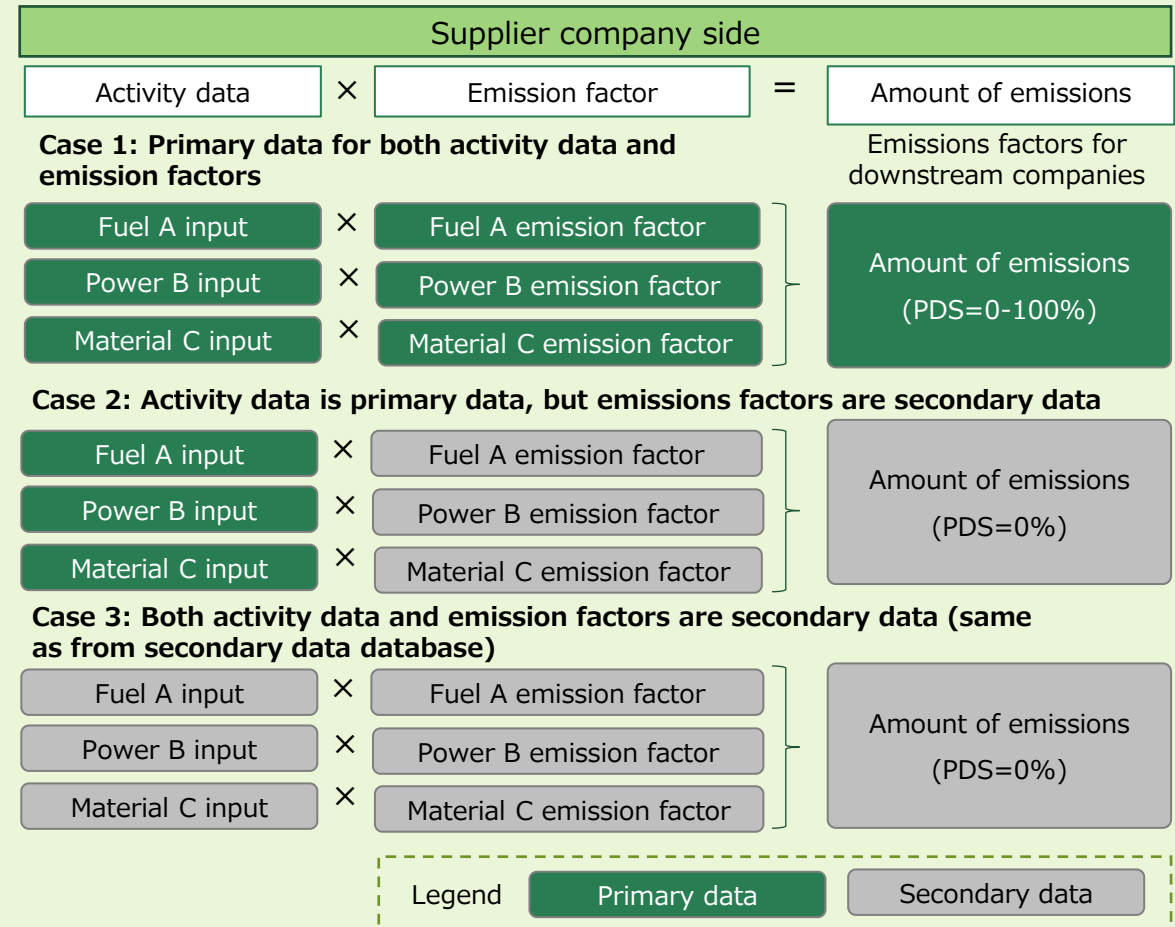 Supplier company side
Activity data × Emission factor = Amount of emissions
Case 1: Primary data for both activity data and
emission factors
Emissions factors for
downstream companies
Fuel A input × Fuel A emission factor
Power B input × Power B emission factor
Material C input × Material C emission factor
Amount of emissions
(PDS=0-100%)
Case 2: Activity data is primary data, but emissions factors are secondary data
Fuel A input × Fuel A emission factor
Power B input × Power B emission factor
Material C input × Material C emission factor
Amount of emissions
(PDS=0%)
Case 3: Both activity data and emission factors are secondary data (same
as from secondary data database)
Fuel A input × Fuel A emission factor
Power B input × Power B emission factor
Material C input × Material C emission factor
Amount of emissions
(PDS=0%)
Legend Primary data Secondary data